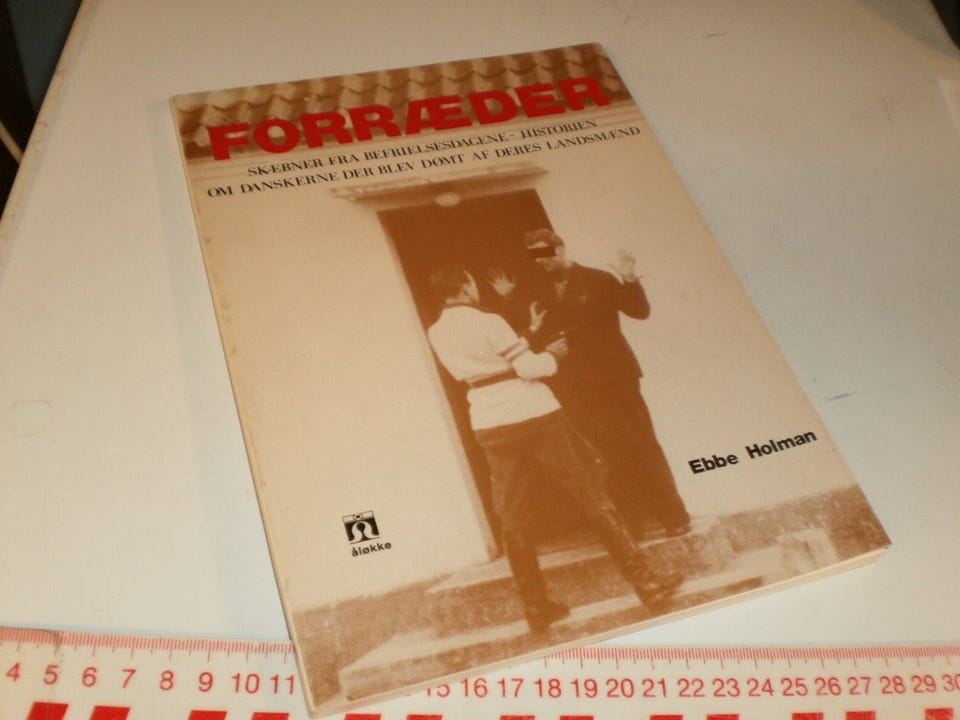 FORRÆDER
SKÆBNER FRA BEFRIELSESDAGENE - HISTORIEN
OM DANSKERNE DER BLEV DØMT AF DERES LANDSMÆND
Ebbe Holman
åløkke
4 5 6 7 8 9 10 11 15 16 17 18 19 20 21 22 23 24 25 26 27 28 29 30